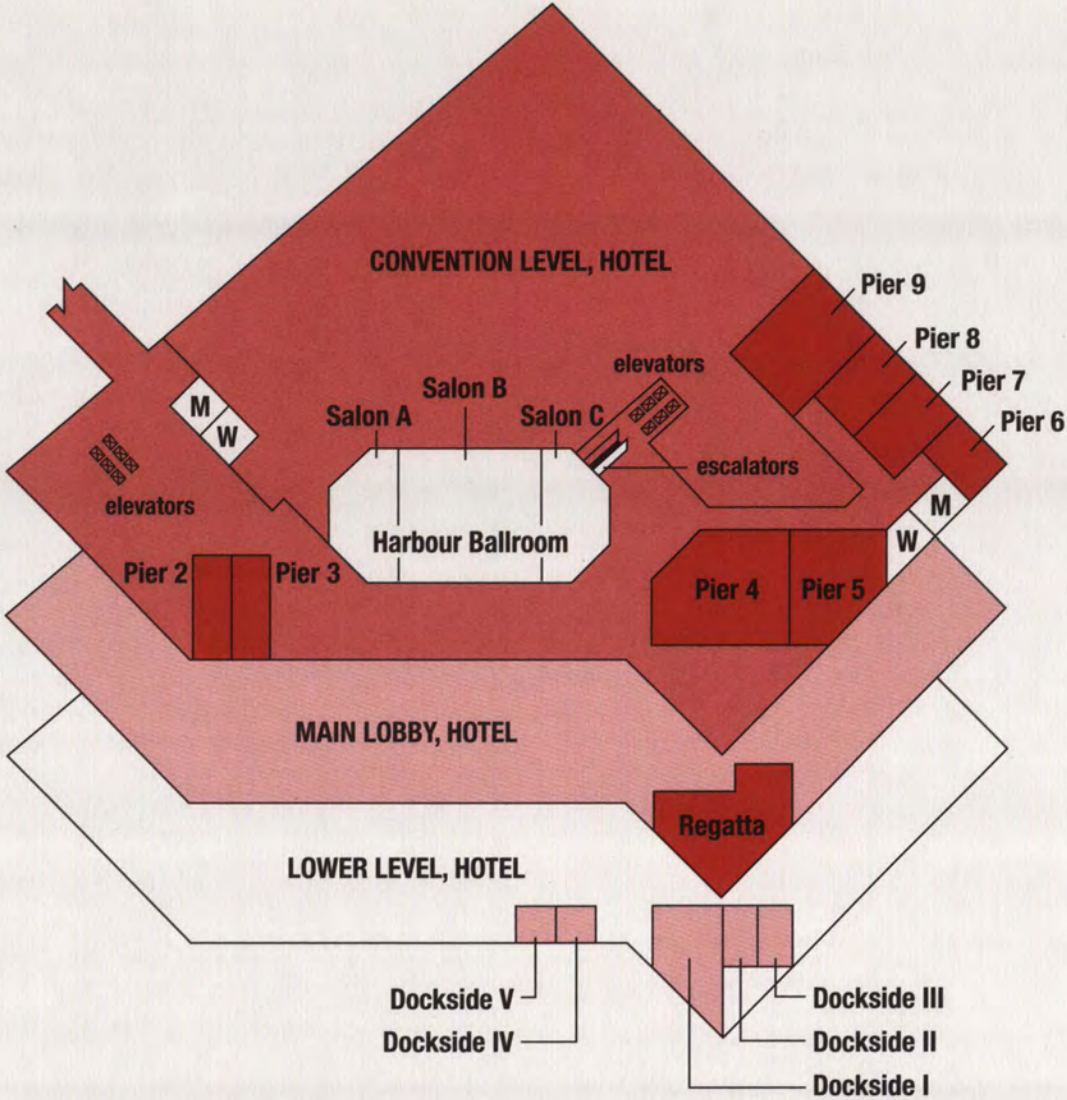 CONVENTION LEVEL, HOTEL
Pier 9
Pier 8
Pier 7
Pier 6
elevators
Salon B
Salon A
Salon C
M
W
escalators
elevators
Harbour Ballroom
M
W
Pier 2
Pier 3
Pier 4
Pier 5
MAIN LOBBY, HOTEL
Regatta
LOWER LEVEL, HOTEL
Dockside V
Dockside IV
Dockside III
Dockside II
Dockside I